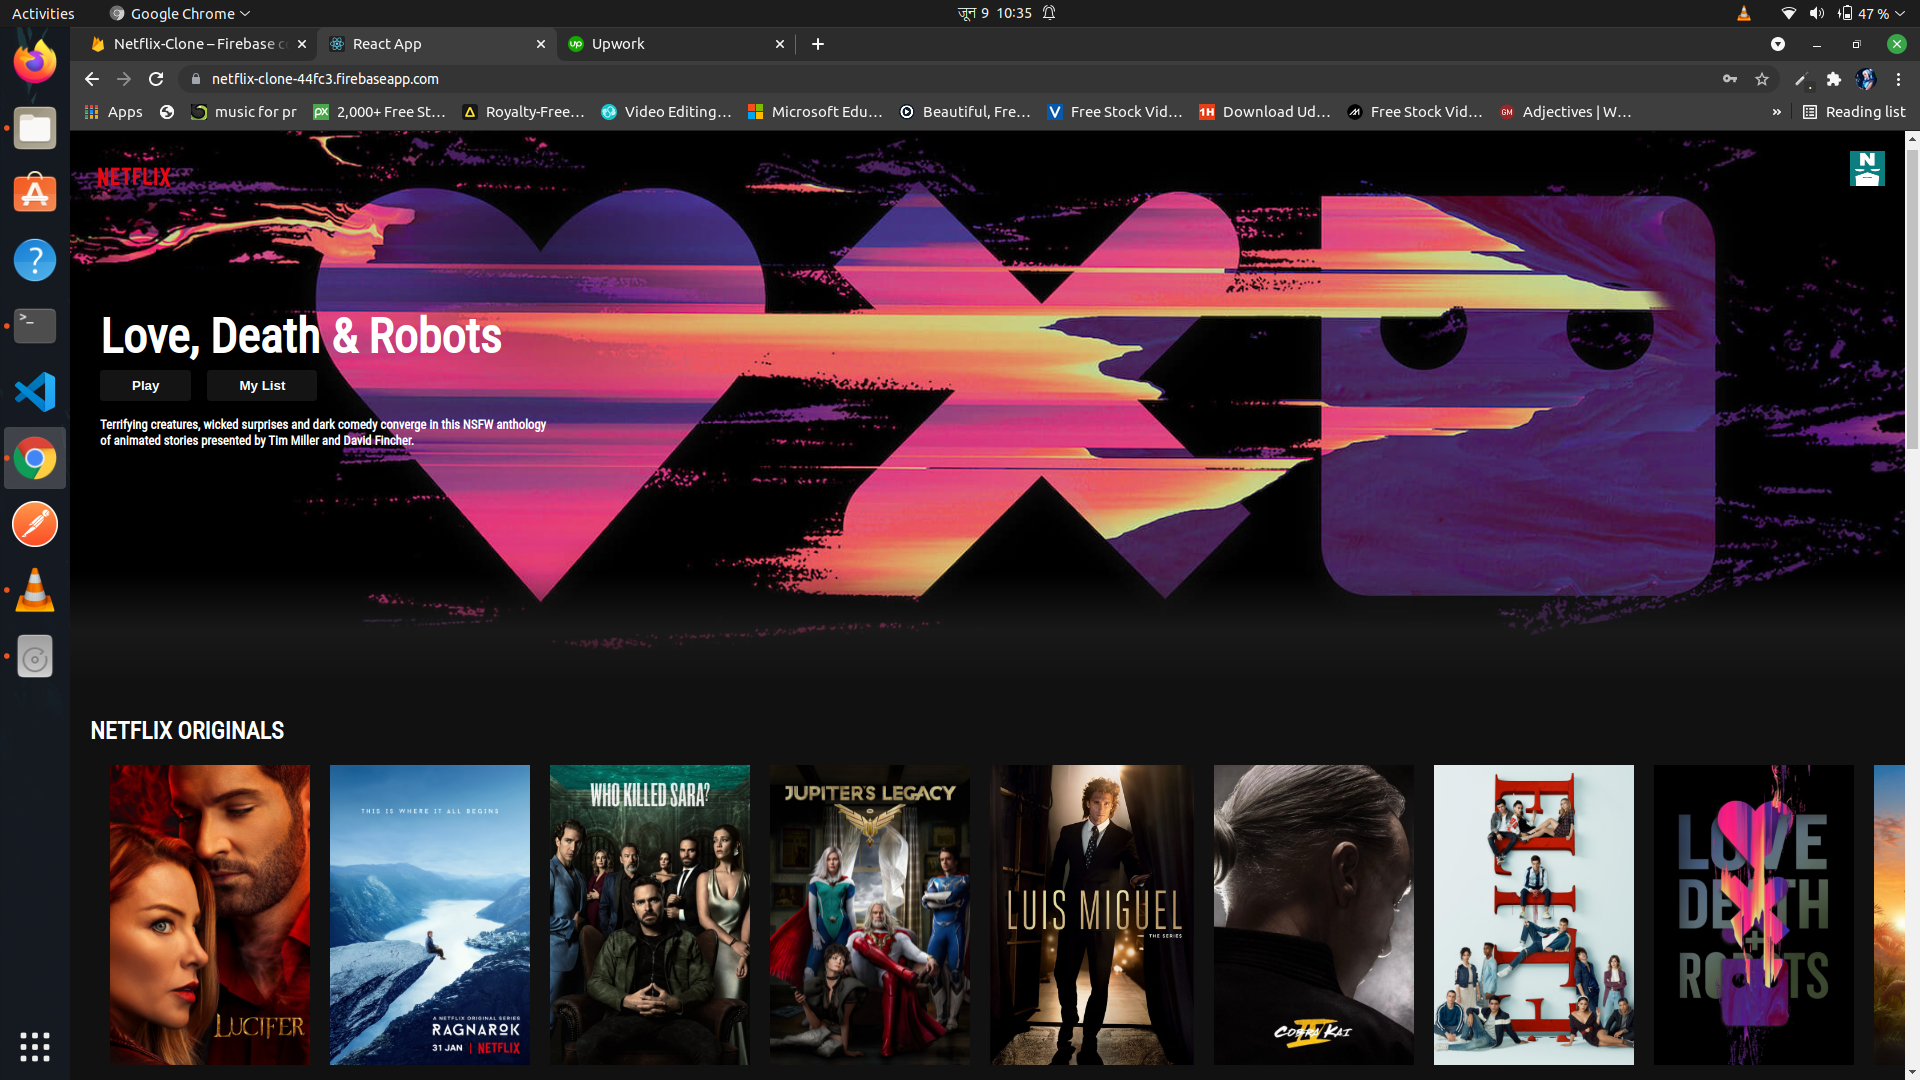 Activities
Google Chrome
जून 9 10:35
47 %
Netflix-Clone – Firebase c
React App
Upwork
netflix-clone-44fc3.firebaseapp.com
Apps
music for pr
2,000+ Free St…
Royalty-Free…
Video Editing…
Microsoft Edu…
Beautiful, Fre…
Free Stock Vid…
Download Ud…
Free Stock Vid…
Adjectives | W…
»
Reading list
NETFLIX
N
Love, Death & Robots
Play
My List
Terrifying creatures, wicked surprises and dark comedy converge in this NSFW anthology
of animated stories presented by Tim Miller and David Fincher.
NETFLIX ORIGINALS
LUCIFER
THIS IS WHERE IT ALL BEGINS
A NETFLIX ORIGINAL SERIES
RAGNAROK
31 JAN | NETFLIX
WHO KILLED SARA?
JUPITER'S LEGACY
LUIS MIGUEL
THE SERIES
COBRA KAI
III
ELITE
LOVE
DEATH
+
ROBOTS